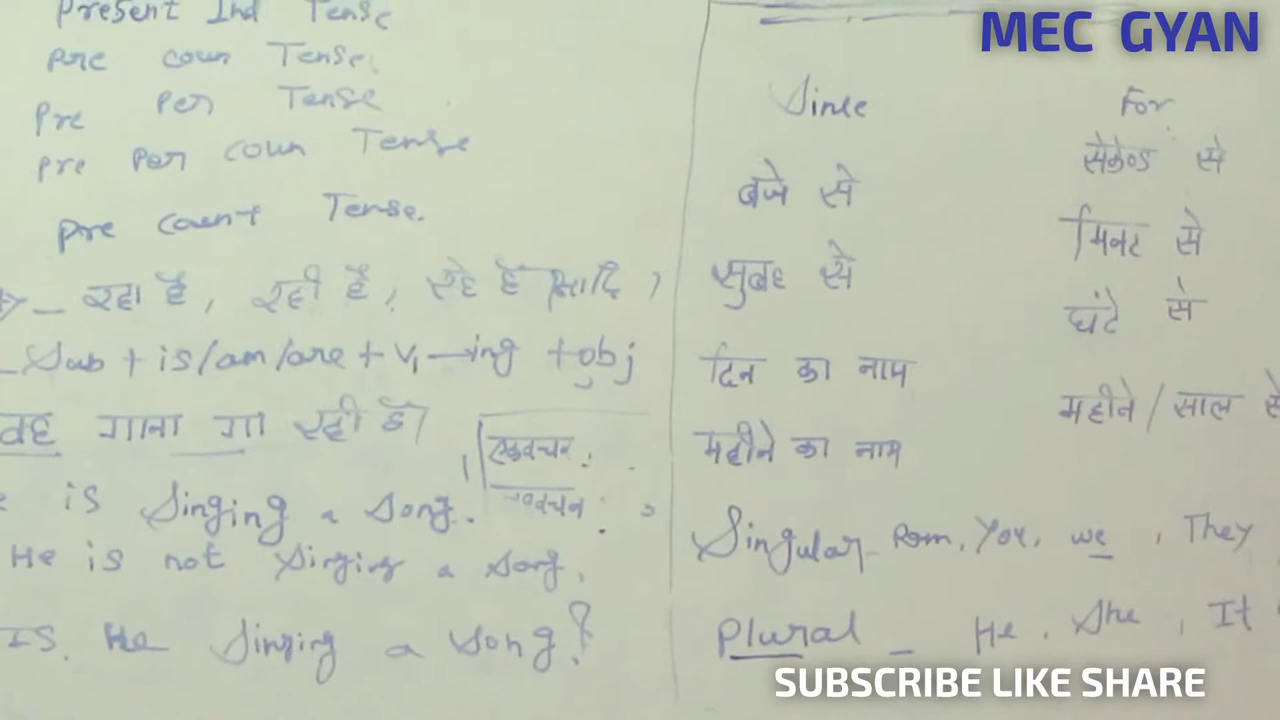 MEC GYAN
Present Ind Tense
Pre coun Tense.
Pre Per Tense
Pre Per coun Tense
Pre count Tense.
रहा है, रही है, रहे है
Sub + is/am/are + V₁ ing + obj
वह गाना गा रही है।
एकवचन
वचन
is Singing a Song.
He is not Singing a Song.
IS. He Singing a Song?
Since For
बजे से सेकेण्ड से
सुबह से मिनट से
घंटे से
दिन का नाम
महीने/साल से
महीने का नाम
Singular You, we, They
Plural _ He, She, It
SUBSCRIBE LIKE SHARE